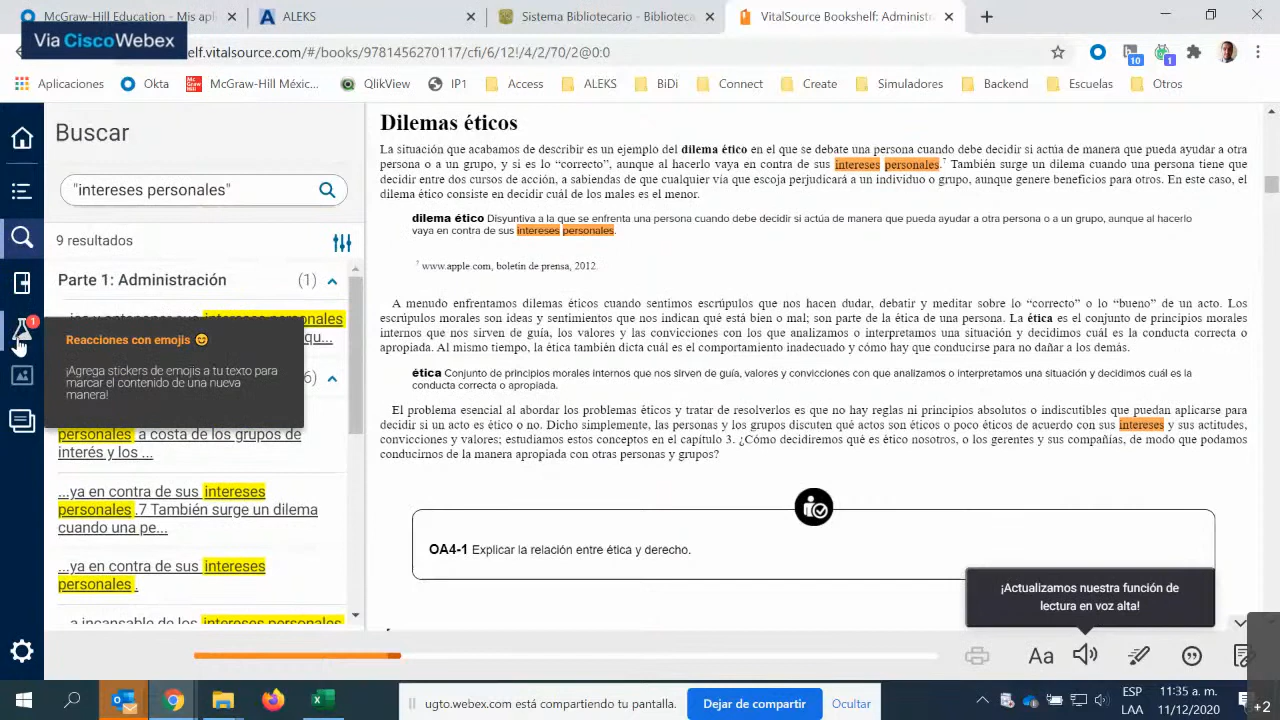 McGraw-Hill Education - Mis apl
ALEKS
Sistema Bibliotecario - Biblioteca
VitalSource Bookshelf: Administr
Via Cisco Webex
elf.vitalsource.com/#/books/9781456270117/cfi/6/12!/4/2/70/2@0:0
10
1
Aplicaciones
Okta
McGraw-Hill Méxic...
QlikView
IP1
Access
ALEKS
BiDi
Connect
Create
Simuladores
Backend
Escuelas
Otros
Buscar
"intereses personales"
9 resultados
Parte 1: Administración (1)
intereses personales
qu...
1
Reacciones con emojis
¡Agrega stickers de emojis a tu texto para
marcar el contenido de una nueva
manera!
6)
personales a costa de los grupos de
interés y los ...
...ya en contra de sus intereses
personales.7 También surge un dilema
cuando una pe...
...ya en contra de sus intereses
personales.
...a incansable de los intereses personales
Dilemas éticos
La situación que acabamos de describir es un ejemplo del dilema ético en el que se debate una persona cuando debe decidir si actúa de manera que pueda ayudar a otra
persona o a un grupo, y si es lo “correcto”, aunque al hacerlo vaya en contra de sus intereses personales.7 También surge un dilema cuando una persona tiene que
decidir entre dos cursos de acción, a sabiendas de que cualquier vía que escoja perjudicará a un individuo o grupo, aunque genere beneficios para otros. En este caso, el
dilema ético consiste en decidir cuál de los males es el menor.
dilema ético Disyuntiva a la que se enfrenta una persona cuando debe decidir si actúa de manera que pueda ayudar a otra persona o a un grupo, aunque al hacerlo
vaya en contra de sus intereses personales.
7 www.apple.com, boletín de prensa, 2012.
A menudo enfrentamos dilemas éticos cuando sentimos escrúpulos que nos hacen dudar, debatir y meditar sobre lo “correcto” o lo “bueno” de un acto. Los
escrúpulos morales son ideas y sentimientos que nos indican qué está bien o mal; son parte de la ética de una persona. La ética es el conjunto de principios morales
internos que nos sirven de guía, los valores y las convicciones con los que analizamos o interpretamos una situación y decidimos cuál es la conducta correcta o
apropiada. Al mismo tiempo, la ética también dicta cuál es el comportamiento inadecuado y cómo hay que conducirse para no dañar a los demás.
ética Conjunto de principios morales internos que nos sirven de guía, valores y convicciones con que analizamos o interpretamos una situación y decidimos cuál es la
conducta correcta o apropiada.
El problema esencial al abordar los problemas éticos y tratar de resolverlos es que no hay reglas ni principios absolutos o indiscutibles que puedan aplicarse para
decidir si un acto es ético o no. Dicho simplemente, las personas y los grupos discuten qué actos son éticos o poco éticos de acuerdo con sus intereses y sus actitudes,
convicciones y valores; estudiamos estos conceptos en el capítulo 3. ¿Cómo decidiremos qué es ético nosotros, o los gerentes y sus compañías, de modo que podamos
conducirnos de la manera apropiada con otras personas y grupos?
OA4-1 Explicar la relación entre ética y derecho.
¡Actualizamos nuestra función de
lectura en voz alta!
Aa
ugto.webex.com está compartiendo tu pantalla.
Dejar de compartir
Ocultar
ESP
LAA
11:35 a. m.
11/12/2020
+2